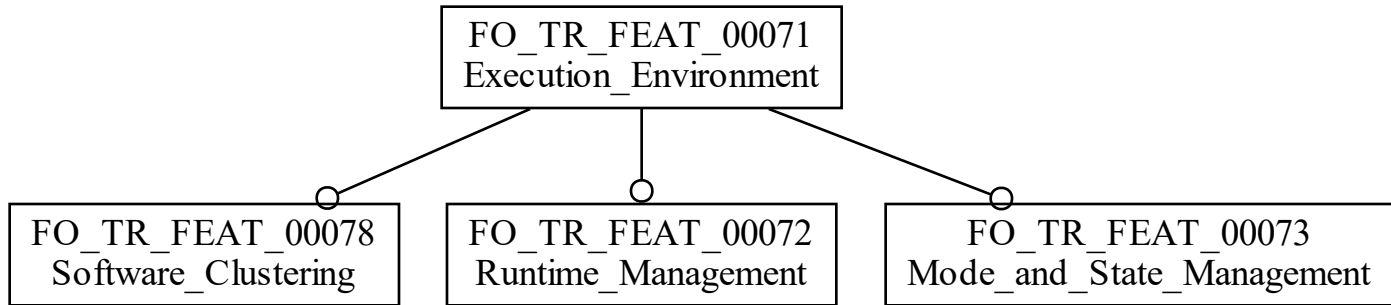 FO_TR_FEAT_00071
Execution_Environment
FO_TR_FEAT_00078
Software_Clustering
FO_TR_FEAT_00072
Runtime_Management
FO_TR_FEAT_00073
Mode_and_State_Management